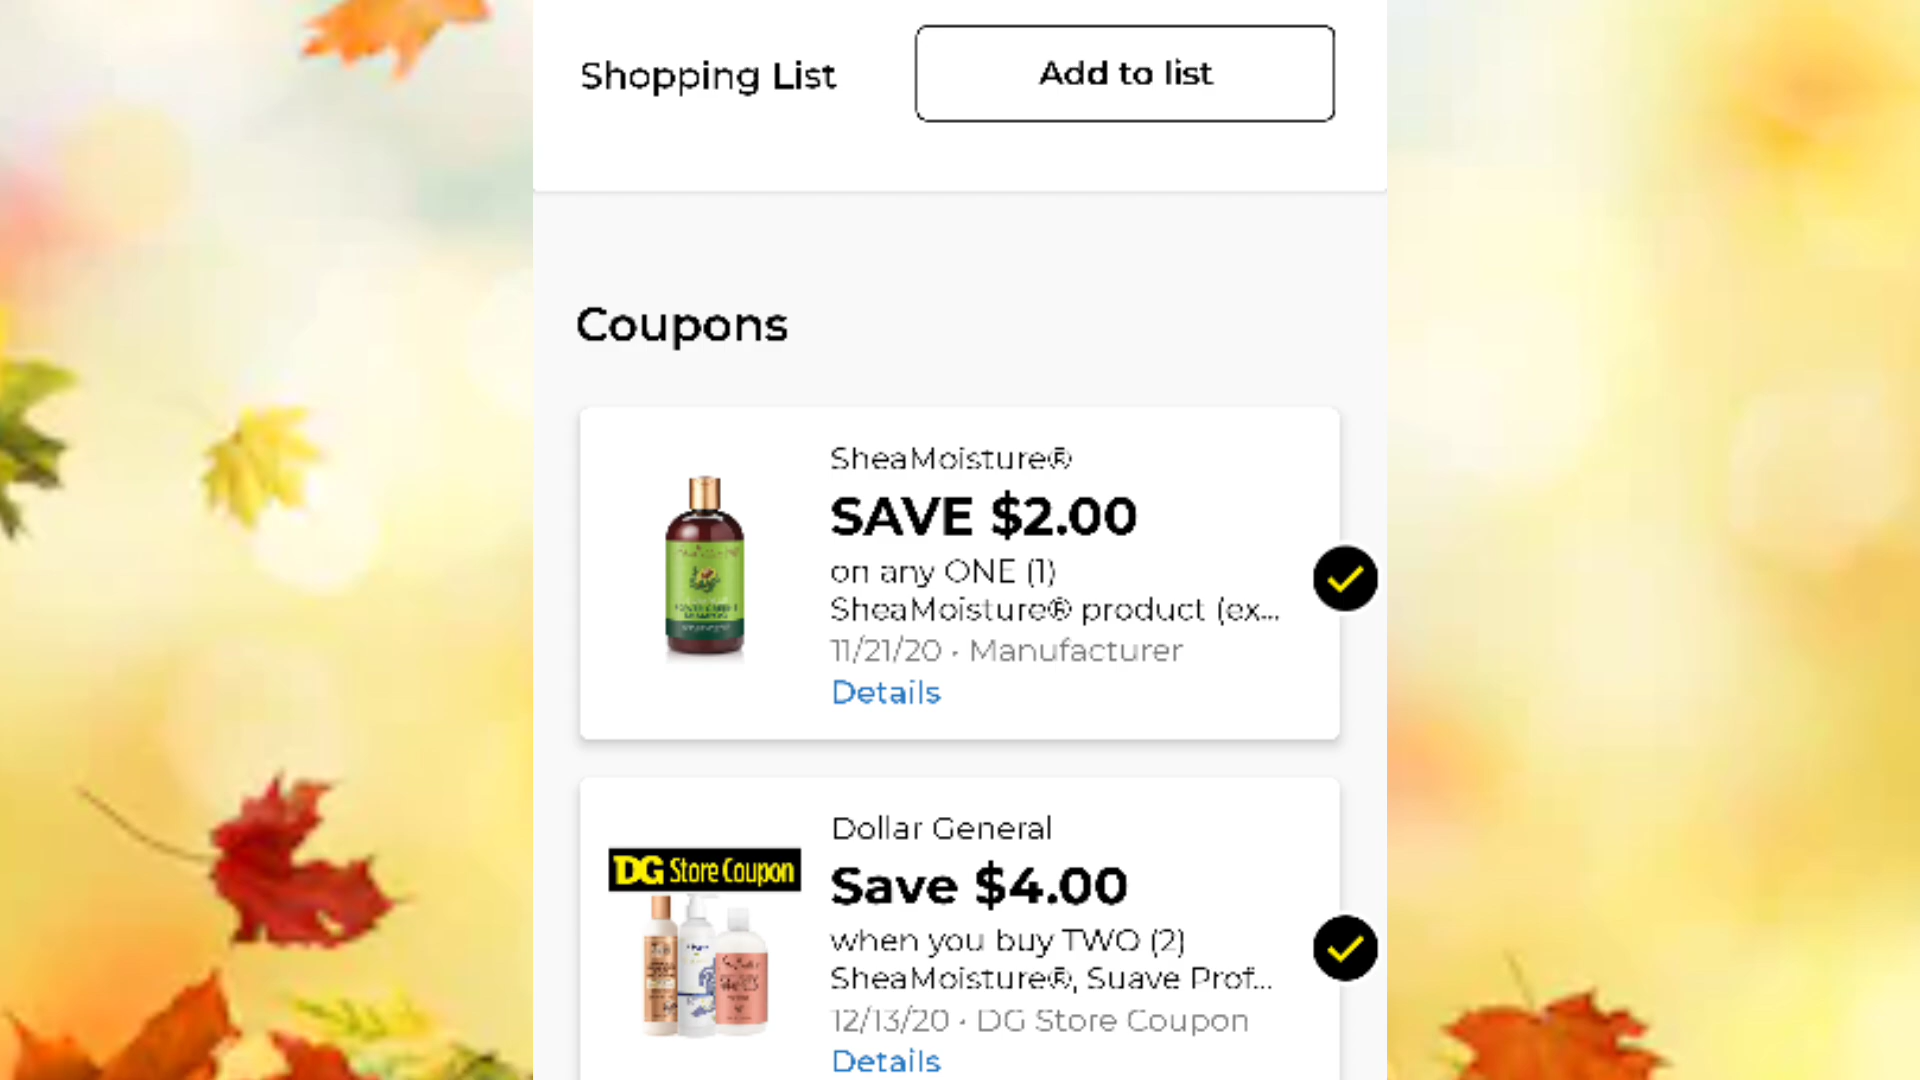 Shopping List
Add to list
Coupons
SheaMoisture®
SAVE $2.00
on any ONE (1)
SheaMoisture® product (ex...
11/21/20 • Manufacturer
Details
Dollar General
DG Store Coupon
Save $4.00
when you buy TWO (2)
SheaMoisture®, Suave Prof...
12/13/20 • DG Store Coupon
Details